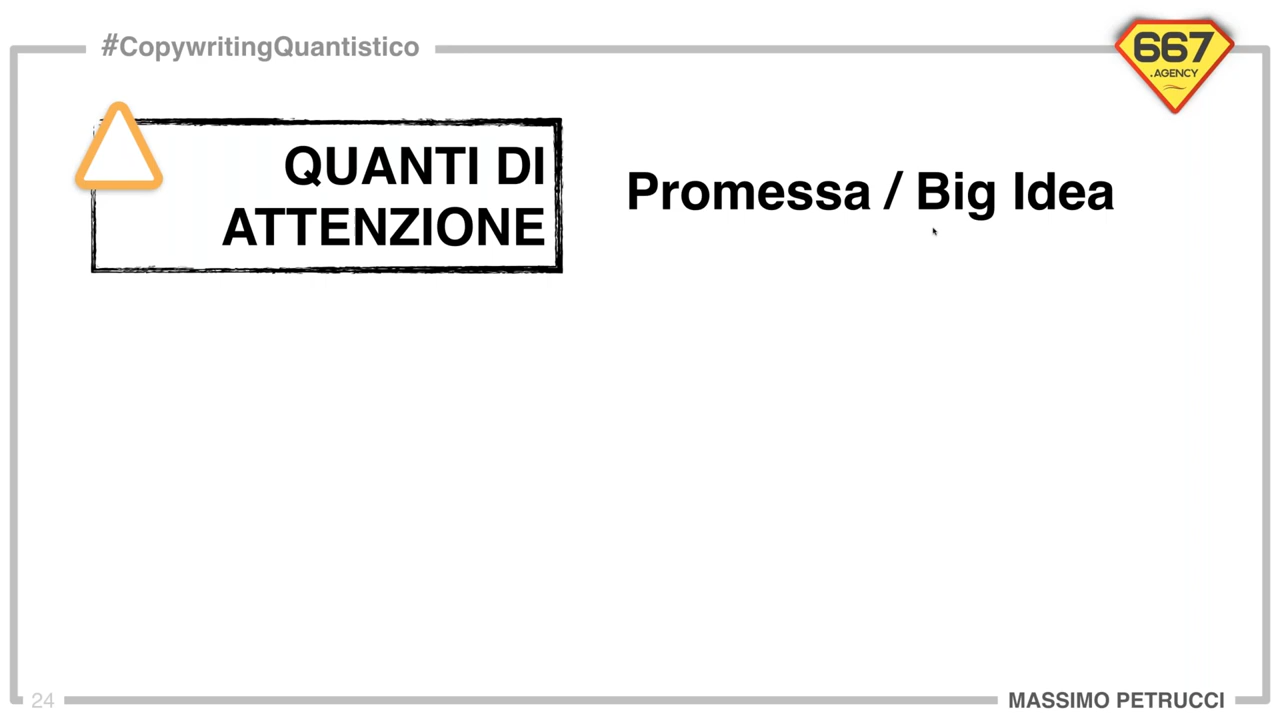 #CopywritingQuantistico
667
.AGENCY
QUANTI DI
ATTENZIONE
Promessa / Big Idea
24
MASSIMO PETRUCCI